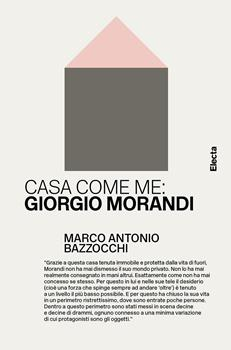 Electa
CASA COME ME:
GIORGIO MORANDI
MARCO ANTONIO
BAZZOCCHI
"Grazie a questa casa tenuta immobile e protetta dalla vita di fuori,
Morandi non ha mai dismesso il suo mondo privato. Non lo ha mai
realmente consegnato in mani altrui. Esattamente come non ha mai
concesso se stesso. Per questo in lui e nelle sue tele il desiderio
(cioè una forza che spinge sempre ad andare 'oltre') è tenuto
a un livello il più basso possibile. E per questo ha chiuso la sua vita
in un perimetro ristrettissimo, dove sono entrate poche persone.
Dentro a questo perimetro sono stati messi in scena decine
e decine di drammi, ognuno connesso a una minima variazione
di cui protagonisti sono gli oggetti."